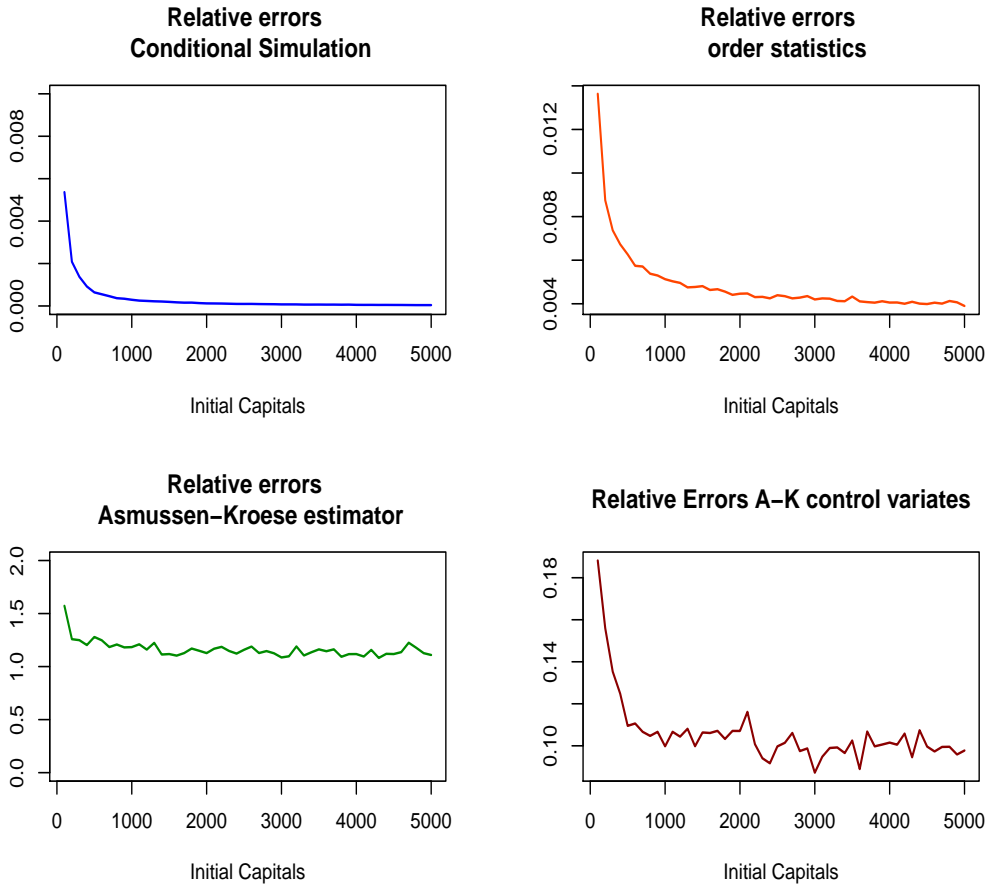 Relative errors
Conditional Simulation
0.008
0.004
0.000
0 1000 2000 3000 4000 5000
Initial Capitals
Relative errors
order statistics
0.012
0.008
0.004
0 1000 2000 3000 4000 5000
Initial Capitals
Relative errors
Asmussen−Kroese estimator
2.0
1.5
1.0
0.5
0.0
0 1000 2000 3000 4000 5000
Initial Capitals
Relative Errors A−K control variates
0.18
0.14
0.10
0 1000 2000 3000 4000 5000
Initial Capitals